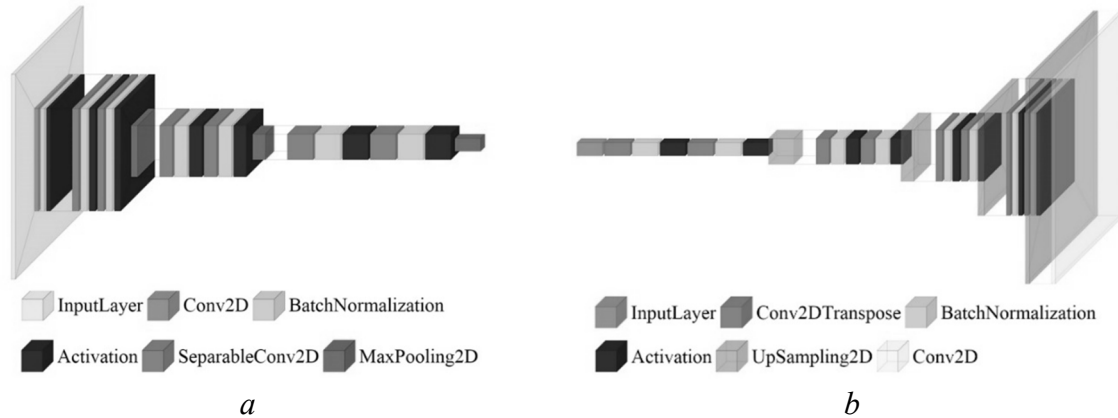 InputLayer Conv2D BatchNormalization
Activation SeparableConv2D MaxPooling2D
a
InputLayer Conv2DTranspose BatchNormalization
Activation UpSampling2D Conv2D
b